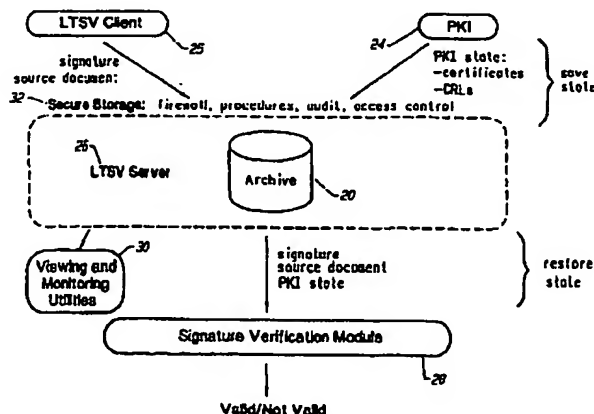 LTSV Client
25
PKI
24
signature
source document:
PKI state:
-certificates
-CRLs
save
state
32
Secure Storage: firewall, procedures, audit, access control
26
LTSV Server
Archive
20
30
Viewing and
Monitoring
Utilities
signature
source document
PKI state
restore
state
Signature Verification Module
28
Valid/Not Valid